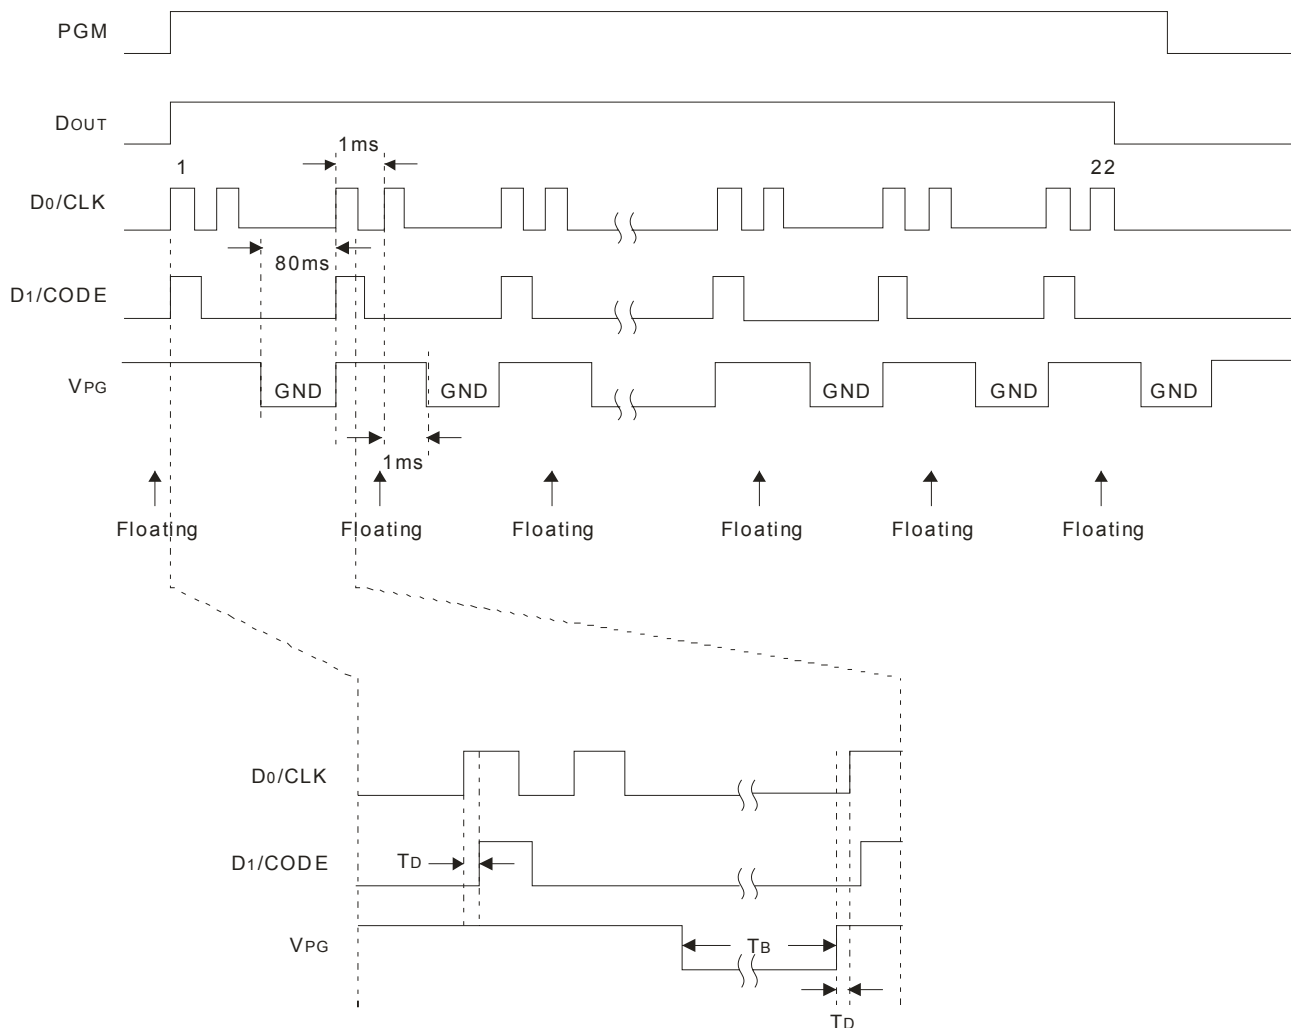 PGM
DOUT
1ms
1
22
D0/CLK
80ms
D1/CODE
VPG
GND
GND
GND
GND
GND
1ms
Floating
Floating
Floating
Floating
Floating
Floating
D0/CLK
D1/CODE
TD
VPG
TB
TD